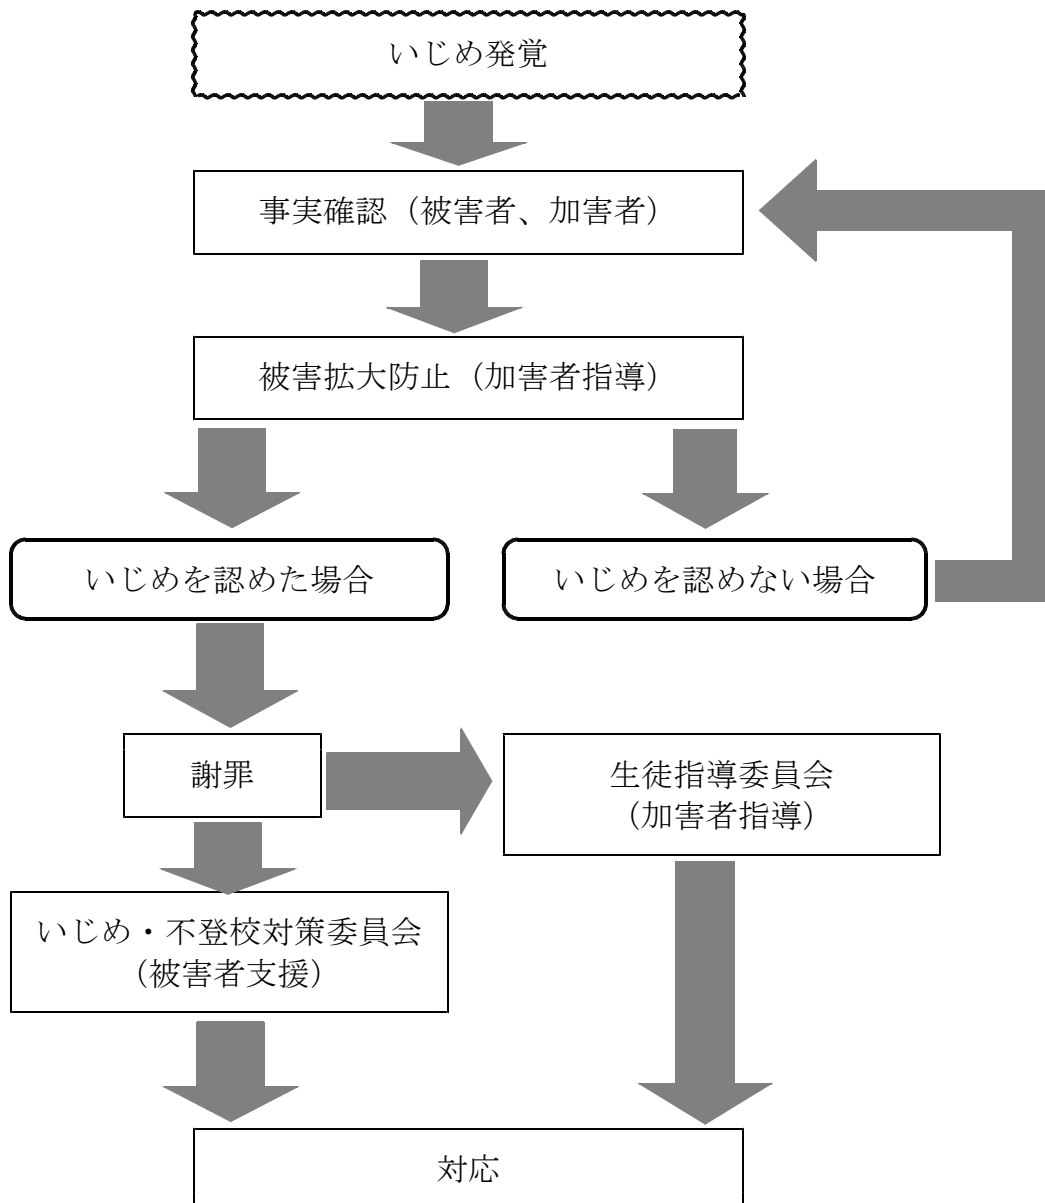 いじめ発覚
事実確認（被害者、加害者）
被害拡大防止（加害者指導）
いじめを認めた場合
いじめを認めない場合
謝罪
生徒指導委員会
（加害者指導）
いじめ・不登校対策委員会
（被害者支援）
対応